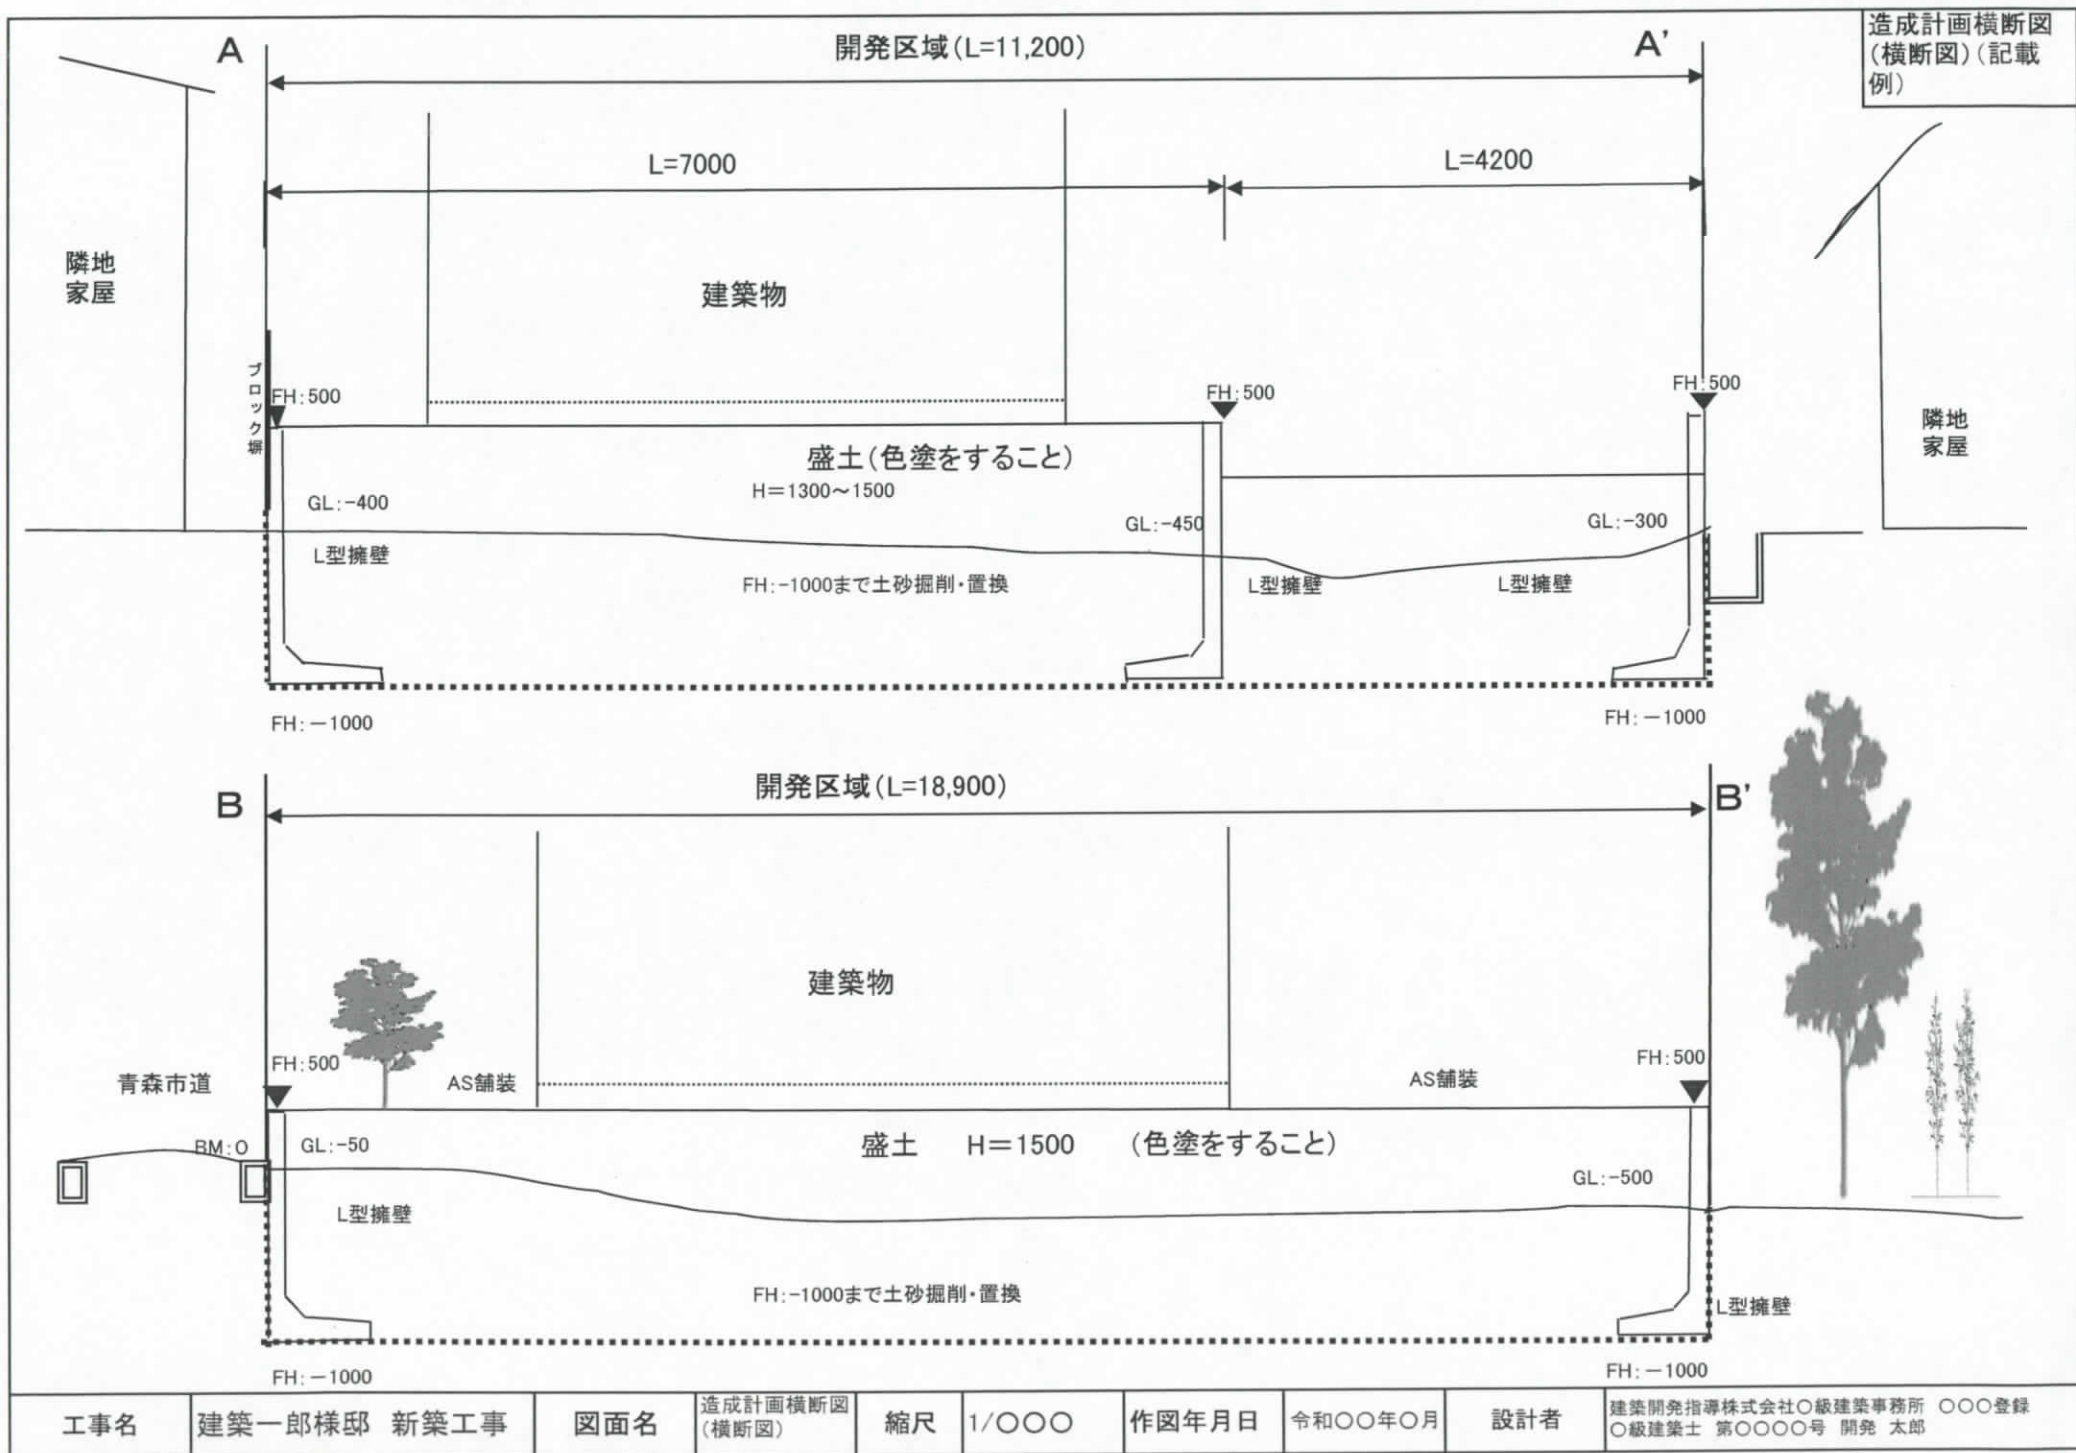 造成計画横断図
(横断図)(記載
例)
A
開発区域(L=11,200)
A'
L=7000
L=4200
隣地
家屋
建築物
ブロック塀
FH:500
FH:500
FH:500
隣地
家屋
盛土(色塗をすること)
H=1300~1500
GL:-400
GL:-450
GL:-300
L型擁壁
FH:-1000まで土砂掘削・置換
L型擁壁
L型擁壁
FH:-1000
FH:-1000
B
開発区域(L=18,900)
B'
建築物
FH:500
FH:500
青森市道
AS舗装
AS舗装
BM:0
GL:-50
盛土 H=1500 (色塗をすること)
GL:-500
L型擁壁
FH:-1000まで土砂掘削・置換
L型擁壁
FH:-1000
FH:-1000
工事名
建築一郎様邸 新築工事
図面名
造成計画横断図
(横断図)
縮尺
1/○○○
作図年月日
令和○○年○月
設計者
建築開発指導株式会社○級建築事務所 ○○○登録
○級建築士 第○○○○号 開発 太郎